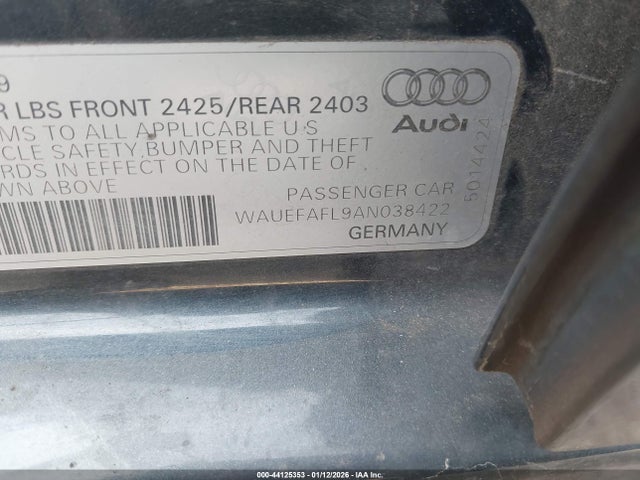 9
R LBS FRONT 2425/REAR 2403
MS TO ALL APPLICABLE U S
CLE SAFETY, BUMPER AND THEFT
RDS IN EFFECT ON THE DATE OF
WN ABOVE
PASSENGER CAR
WAUEFAFL9AN038422
GERMANY
Audi
5014424
000-44125353 | 01/12/2026 - IAA Inc.